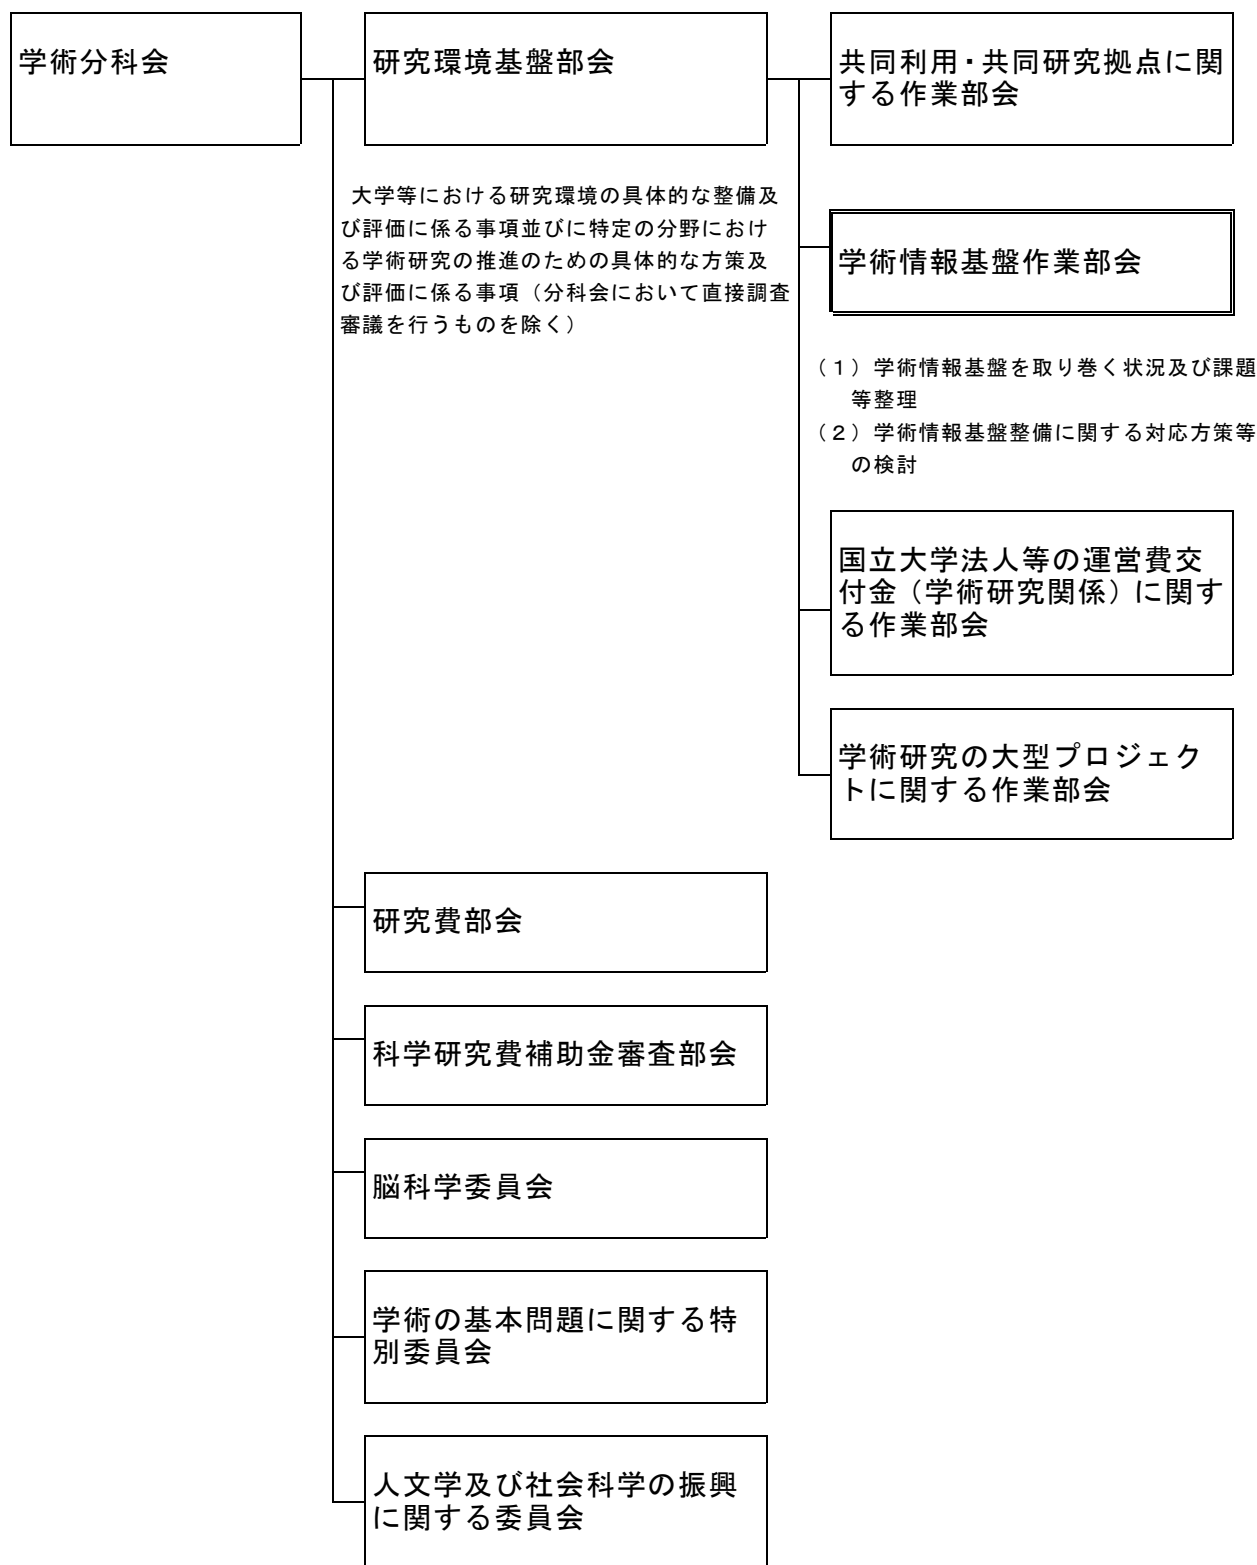 学術分科会
研究環境基盤部会
大学等における研究環境の具体的な整備及
び評価に係る事項並びに特定の分野におけ
る学術研究の推進のための具体的な方策及
び評価に係る事項（分科会において直接調査
審議を行うものを除く）
共同利用・共同研究拠点に関
する作業部会
学術情報基盤作業部会
（１）学術情報基盤を取り巻く状況及び課題
等整理
（２）学術情報基盤整備に関する対応方策等
の検討
国立大学法人等の運営費交
付金（学術研究関係）に関す
る作業部会
学術研究の大型プロジェク
トに関する作業部会
研究費部会
科学研究費補助金審査部会
脳科学委員会
学術の基本問題に関する特
別委員会
人文学及び社会科学の振興
に関する委員会